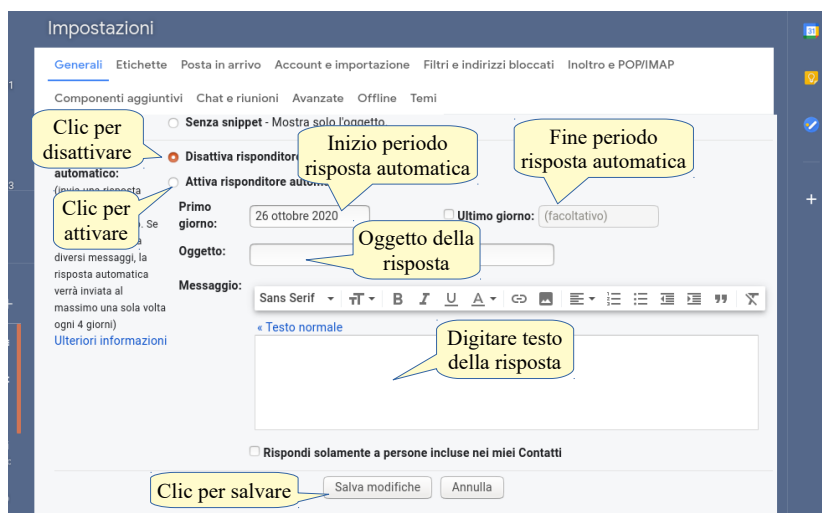 Impostazioni
Generali Etichette Posta in arrivo Account e importazione Filtri e indirizzi bloccati Inoltro e POP/IMAP
Componenti aggiuntivi Chat e riunioni Avanzate Offline Temi
Senza snippet - Mostra solo l'oggetto.
Clic per
disattivare
Inizio periodo
risposta automatica
Fine periodo
risposta automatica
Disattiva risponditore
automatico:
Attiva risponditore autom
(invia una risposta
Clic per
attivare
Se
diversi messaggi, la
risposta automatica
verrà inviata al
massimo una sola volta
ogni 4 giorni)
Ulteriori informazioni
Primo
giorno:
26 ottobre 2020
Ultimo giorno: (facoltativo)
Oggetto:
Oggetto della
risposta
Messaggio:
Sans Serif
« Testo normale
Digitare testo
della risposta
Rispondi solamente a persone incluse nei miei Contatti
Clic per salvare
Salva modifiche Annulla
31